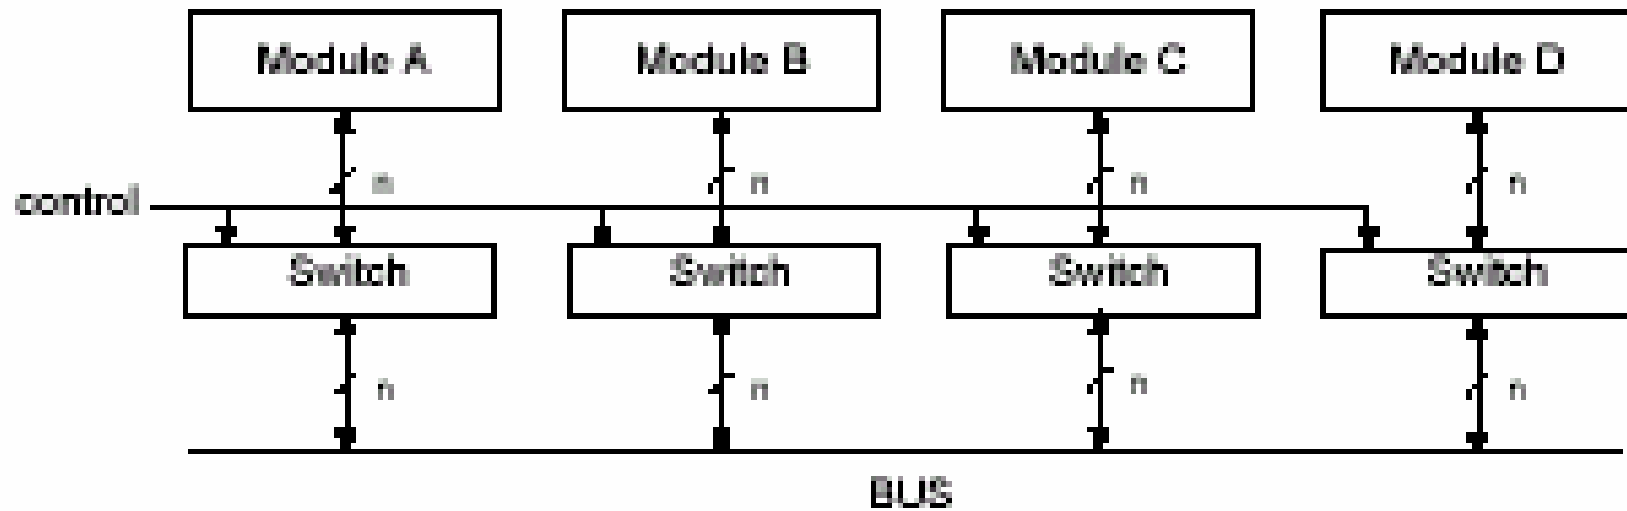 Module A Module B Module C Module D
n n n n
control
Switch Switch Switch Switch
n n n n
BUS